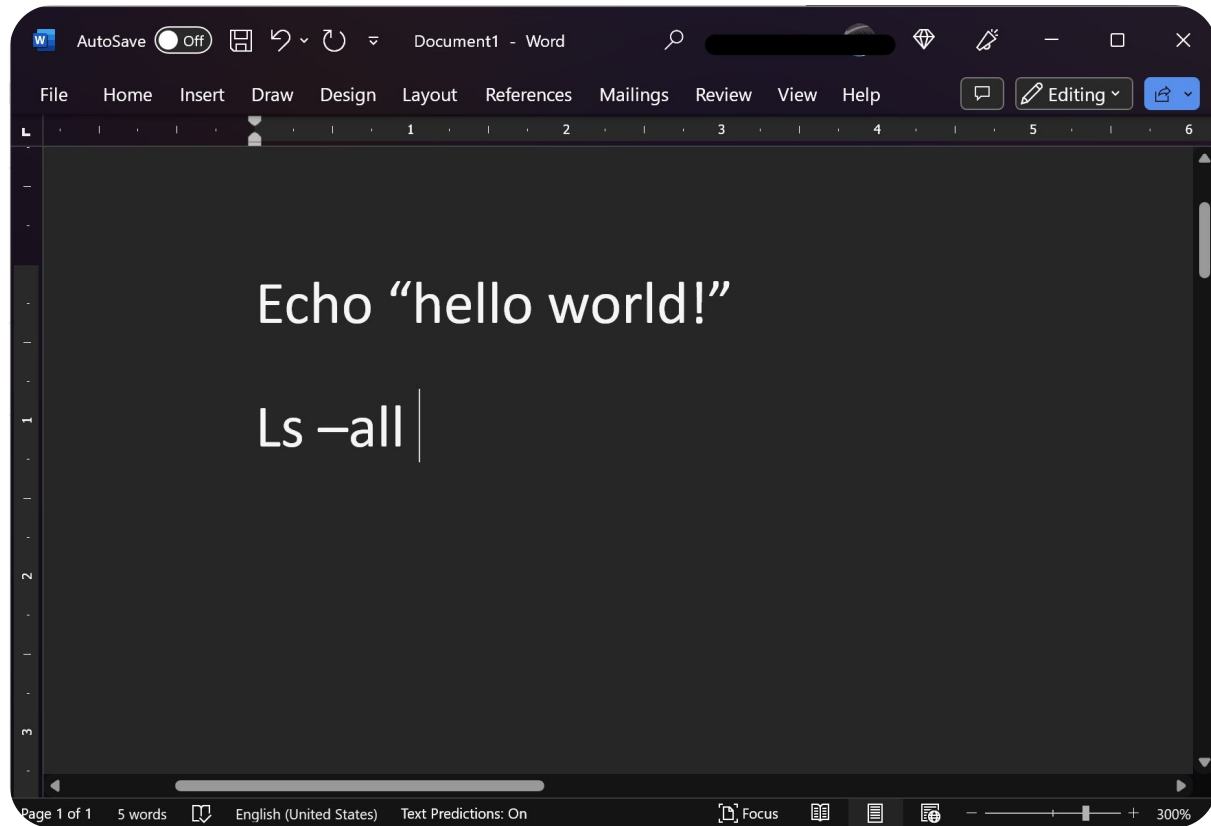 AutoSave Off Document1 - Word
File Home Insert Draw Design Layout References Mailings Review View Help Editing
1 2 3 4 5 6
Echo “hello world!”
Ls –all
1
2
3
Page 1 of 1 5 words English (United States) Text Predictions: On Focus 300%